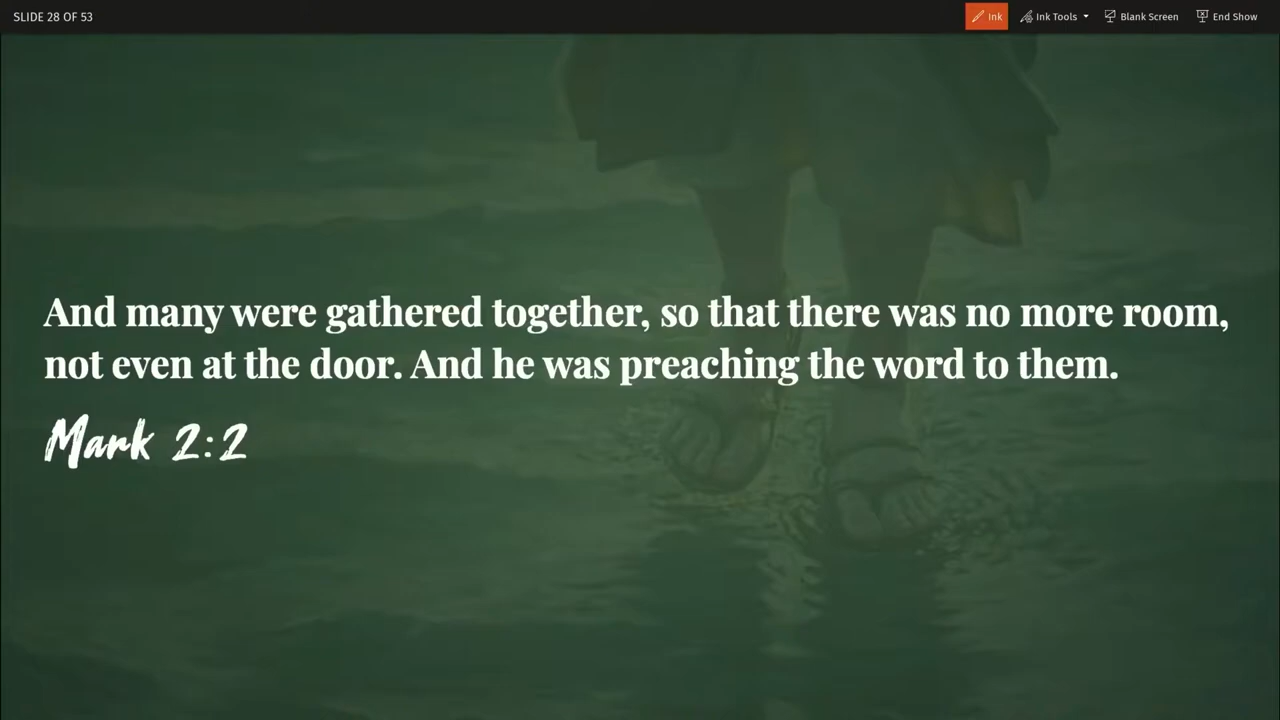 SLIDE 28 OF 53
Ink
Ink Tools
Blank Screen
End Show
And many were gathered together, so that there was no more room,
not even at the door. And he was preaching the word to them.
Mark 2:2